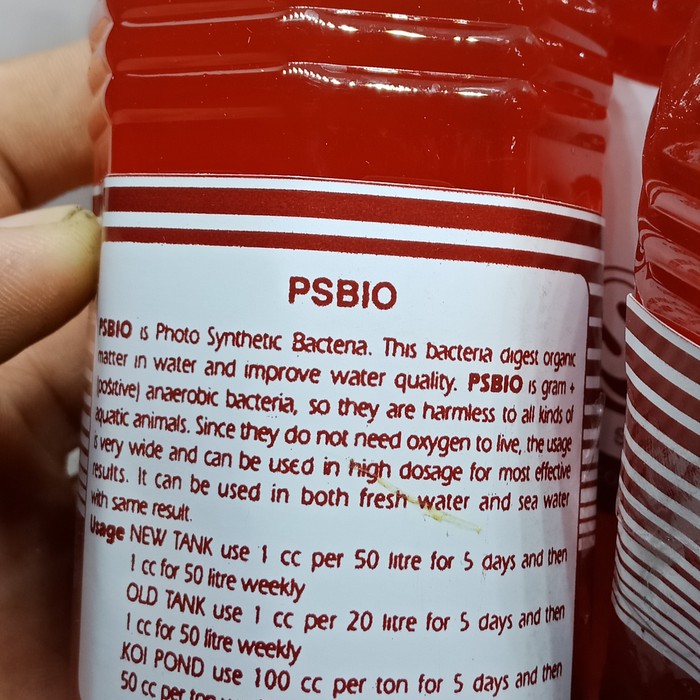 PSBIO
PSBIO is Photo Synthetic Bacteria. This bacteria digest organic
matter in water and improve water quality. PSBIO is gram +
(positive) anaerobic bacteria, so they are harmless to all kinds of
aquatic animals. Since they do not need oxygen to live, the usage
is very wide and can be used in high dosage for most effective
results. It can be used in both fresh water and sea water
with same result.
Usage NEW TANK use 1 cc per 50 litre for 5 days and then
1 cc for 50 litre weekly
OLD TANK use 1 cc per 20 litre for 5 days and then
1 cc for 50 litre weekly
KOI POND use 100 cc per ton for 5 days and then
50 cc per ton